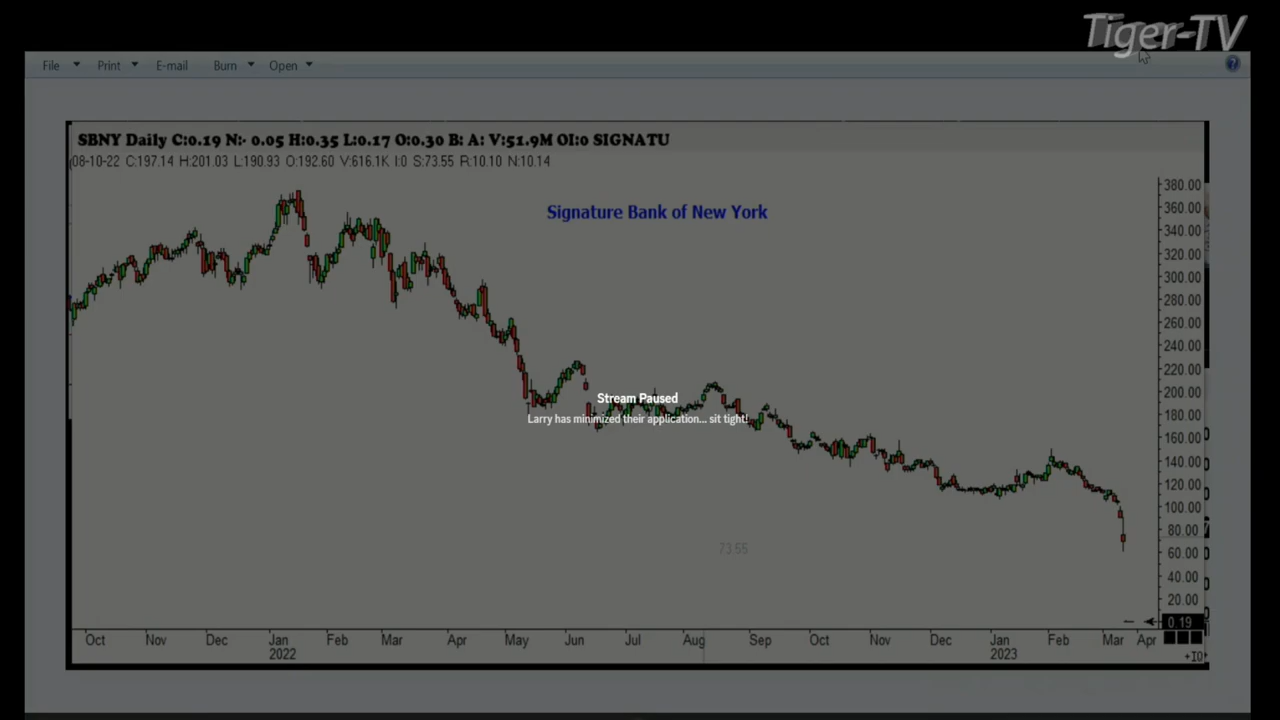 Tiger-TV
File Print E-mail Burn Open ?
SBNY Daily C:0.19 N:- 0.05 H:0.35 L:0.17 O:0.30 B: A: V:51.9M OI:0 SIGNATU
08-10-22 C:197.14 H:201.03 L:190.93 O:192.60 V:616.1K I:0 S:73.55 R:10.10 N:10.14
Signature Bank of New York
380.00
360.00
340.00
320.00
300.00
280.00
260.00
240.00
220.00
200.00
180.00
160.00
140.00
120.00
100.00
80.00
60.00
40.00
20.00
0.19
Stream Paused
Larry has minimized their application... sit tight!
73.55
Oct Nov Dec Jan Feb Mar Apr May Jun Jul Aug Sep Oct Nov Dec Jan Feb Mar Apr
2022 2023